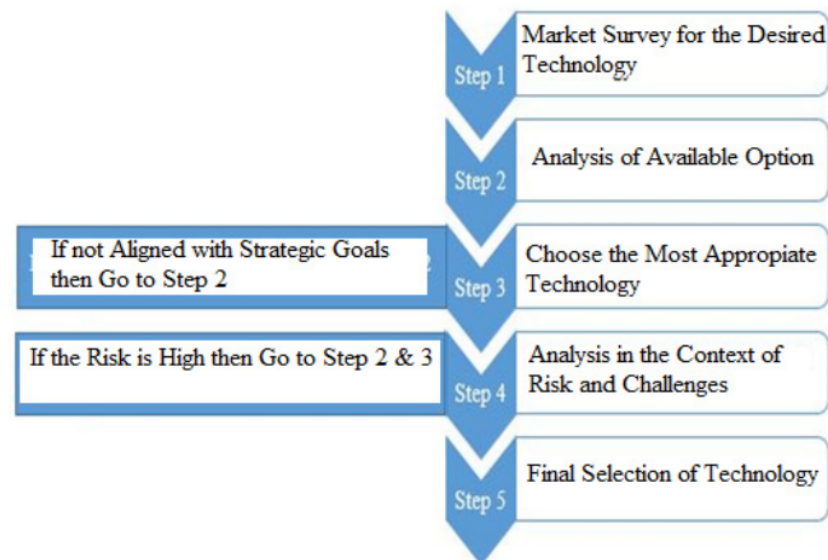 Market Survey for the Desired
Technology
Step 1
Analysis of Available Option
Step 2
If not Aligned with Strategic Goals
then Go to Step 2
Choose the Most Appropiate
Technology
Step 3
If the Risk is High then Go to Step 2 & 3
Analysis in the Context of
Risk and Challenges
Step 4
Final Selection of Technology
Step 5